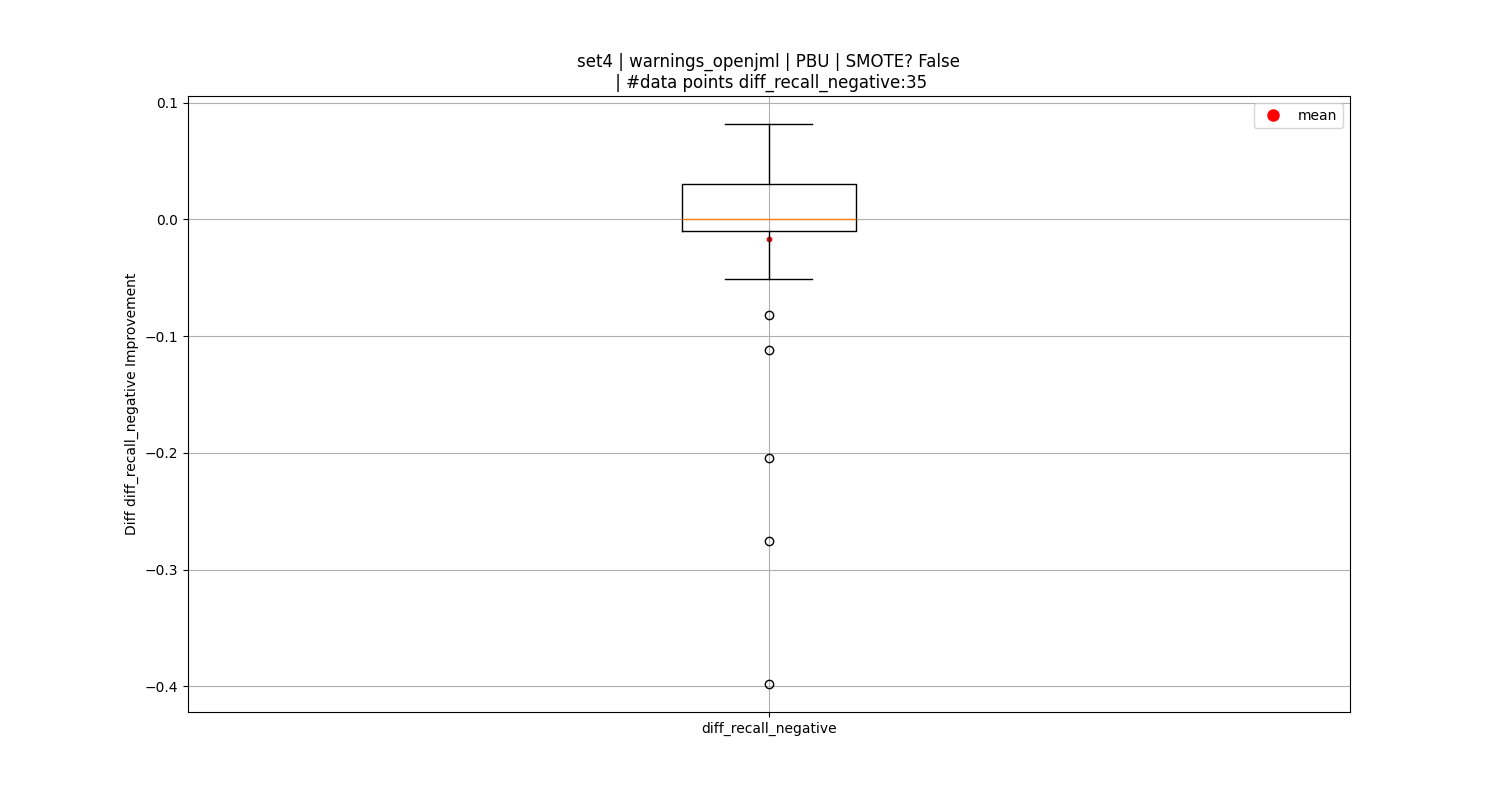 set4 | warnings_openjml | PBU | SMOTE? False
| #data points diff_recall_negative:35
mean
0.1
0.0
−0.1
−0.2
−0.3
−0.4
Diff diff_recall_negative Improvement
diff_recall_negative